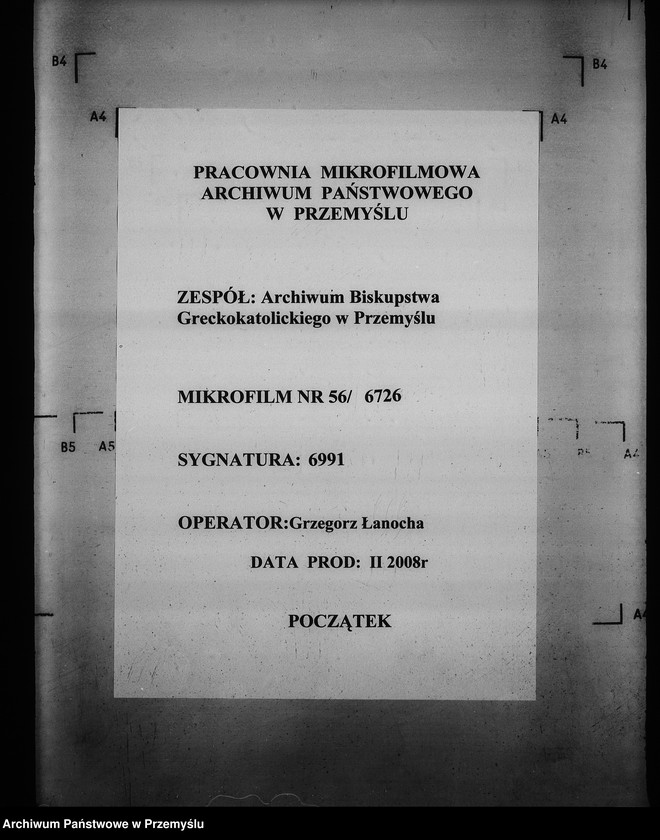 B4
B4
A4
A4
PRACOWNIA MIKROFILMOWA
ARCHIWUM PAŃSTWOWEGO
W PRZEMYŚLU
ZESPÓŁ: Archiwum Biskupstwa
Greckokatolickiego w Przemyślu
MIKROFILM NR 56/ 6726
B5 A5
A4
SYGNATURA: 6991
OPERATOR:Grzegorz Łanocha
DATA PROD: II 2008r
POCZĄTEK
Archiwum Państwowe w Przemyślu